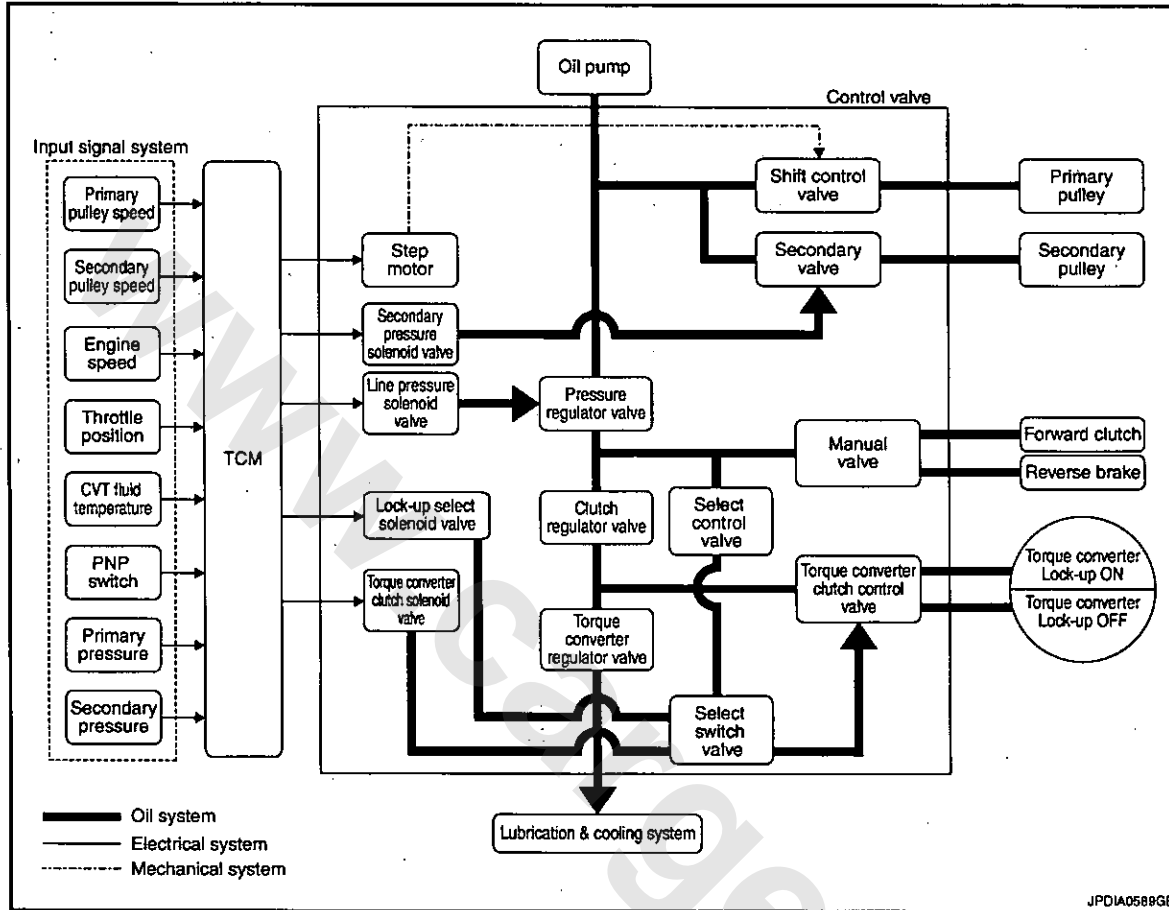 Oil pump
Control valve
Input signal system
Primary
pulley speed
Secondary
pulley speed
Engine
speed
Throttle
position
CVT fluid
temperature
PNP
switch
Primary
pressure
Secondary
pressure
TCM
Step
motor
Secondary
pressure
solenoid valve
Line pressure
solenoid
valve
Lock-up select
solenoid valve
Torque converter
clutch solenoid
valve
Pressure
regulator valve
Clutch
regulator valve
Torque
converter
regulator valve
Shift control
valve
Secondary
valve
Manual
valve
Select
control
valve
Torque converter
clutch control
valve
Select
switch
valve
Primary
pulley
Secondary
pulley
Forward clutch
Reverse brake
Torque converter
Lock-up ON
Torque converter
Lock-up OFF
Lubrication & cooling system
Oil system
Electrical system
Mechanical system
www.carge